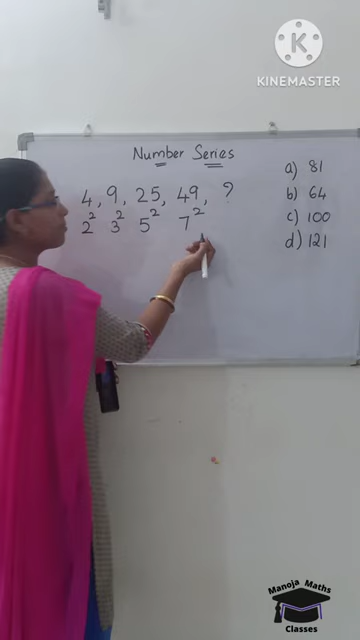 KINEMASTER
Number Series
4, 9, 25, 49, ?
2² 3² 5² 7²
a) 81
b) 64
c) 100
d) 121
Manoja Maths
Classes